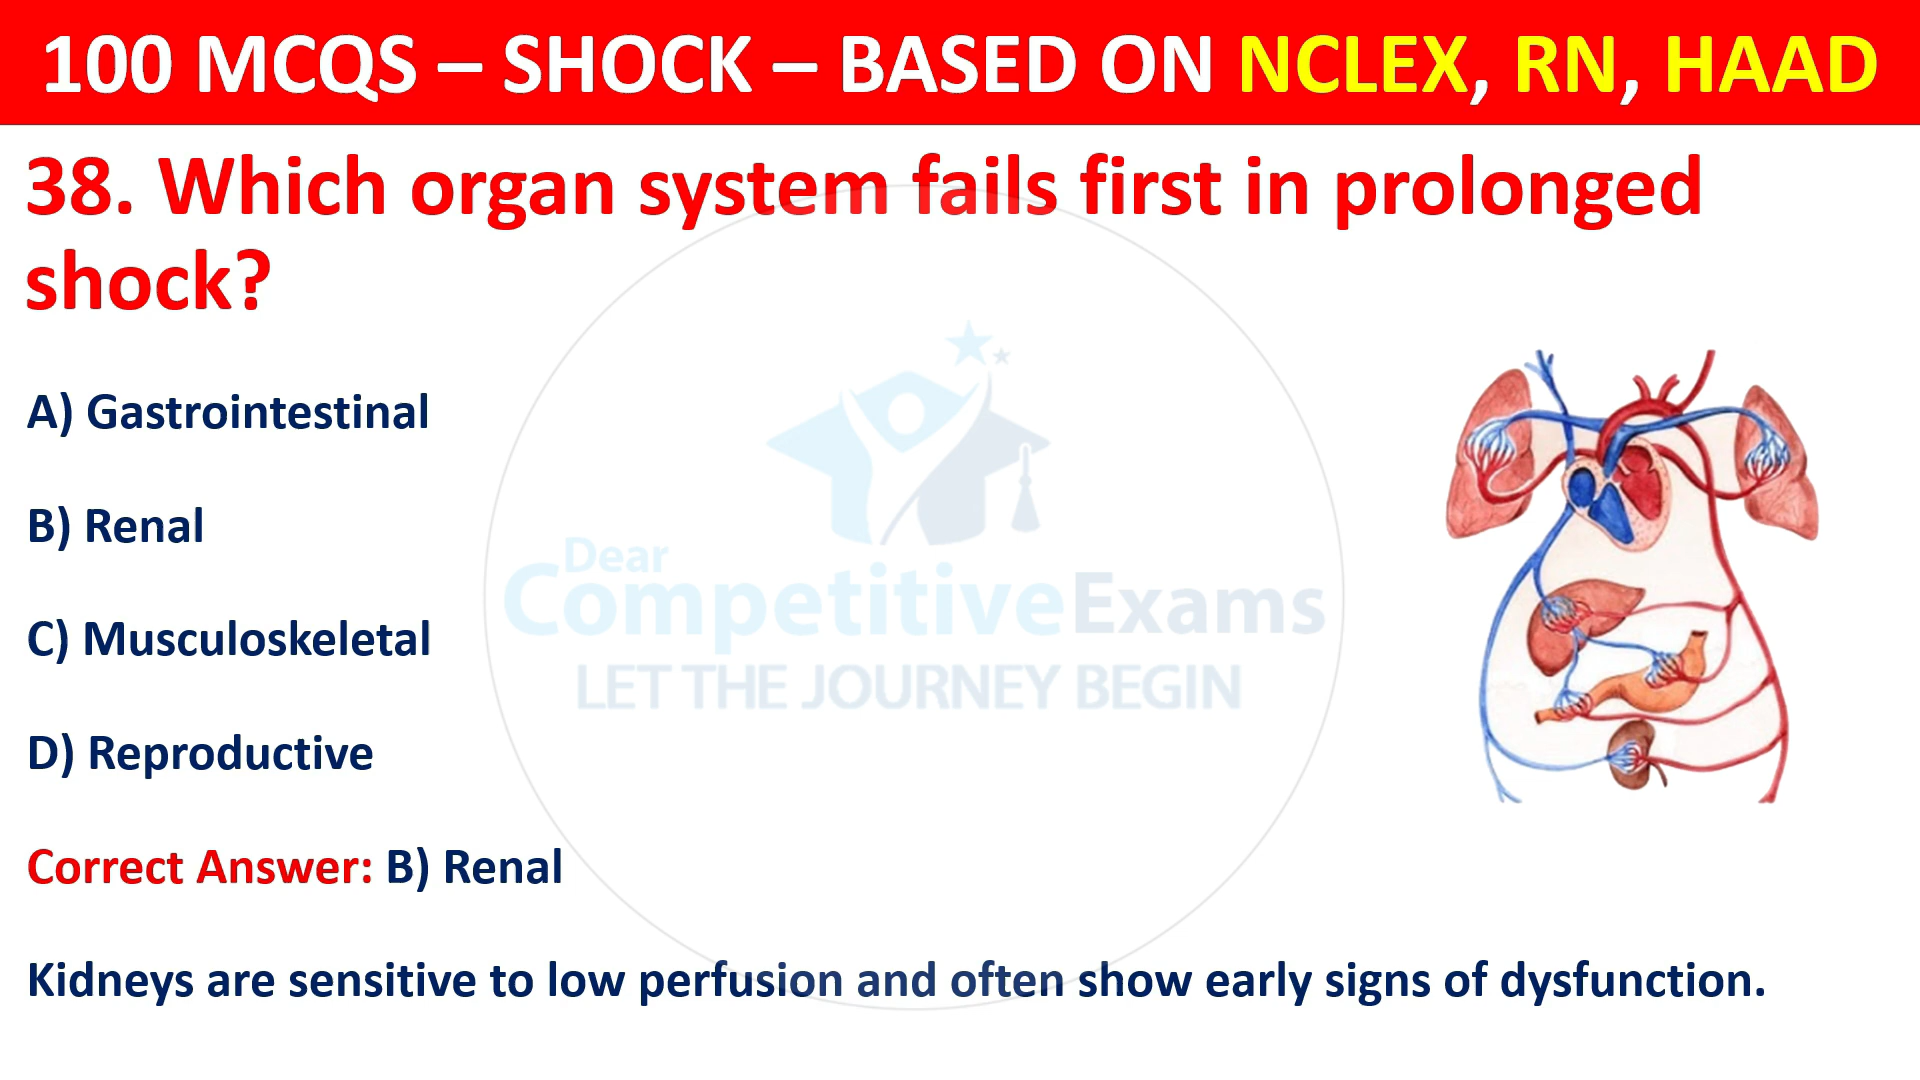 100 MCQS – SHOCK – BASED ON NCLEX, RN, HAAD
38. Which organ system fails first in prolonged
shock?
A) Gastrointestinal
B) Renal
C) Musculoskeletal
D) Reproductive
Correct Answer: B) Renal
Kidneys are sensitive to low perfusion and often show early signs of dysfunction.
Dear
CompetitiveExams
LET THE JOURNEY BEGIN